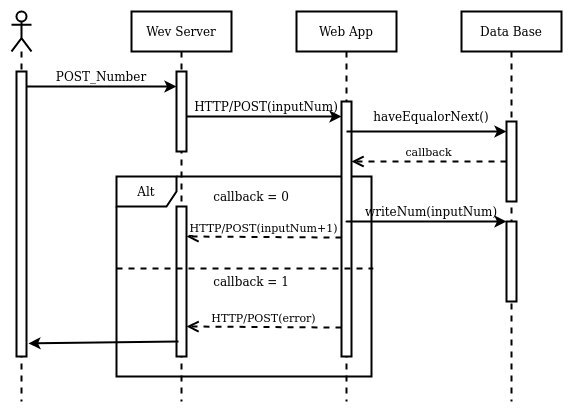 Wev Server
Web App
Data Base
POST_Number
HTTP/POST(inputNum)
haveEqualorNext()
callback
Alt
callback = 0
writeNum(inputNum)
HTTP/POST(inputNum+1)
callback = 1
HTTP/POST(error)